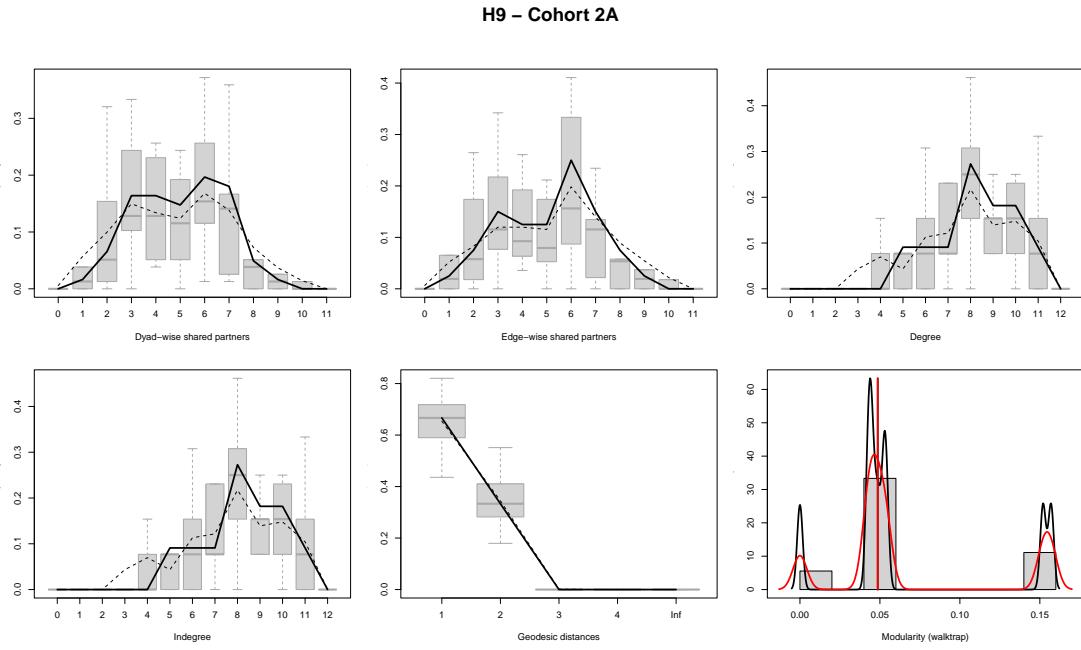 H9 – Cohort 2A
0.0 0.1 0.2 0.3
0 1 2 3 4 5 6 7 8 9 10 11
Dyad−wise shared partners
0.0 0.1 0.2 0.3 0.4
0 1 2 3 4 5 6 7 8 9 10 11
Edge−wise shared partners
0.0 0.1 0.2 0.3 0.4
0 1 2 3 4 5 6 7 8 9 10 11 12
Degree
0.0 0.1 0.2 0.3 0.4
0 1 2 3 4 5 6 7 8 9 10 11 12
Indegree
0.0 0.2 0.4 0.6 0.8
1 2 3 4 Inf
Geodesic distances
0 10 20 30 40 50 60
0.00 0.05 0.10 0.15
Modularity (walktrap)